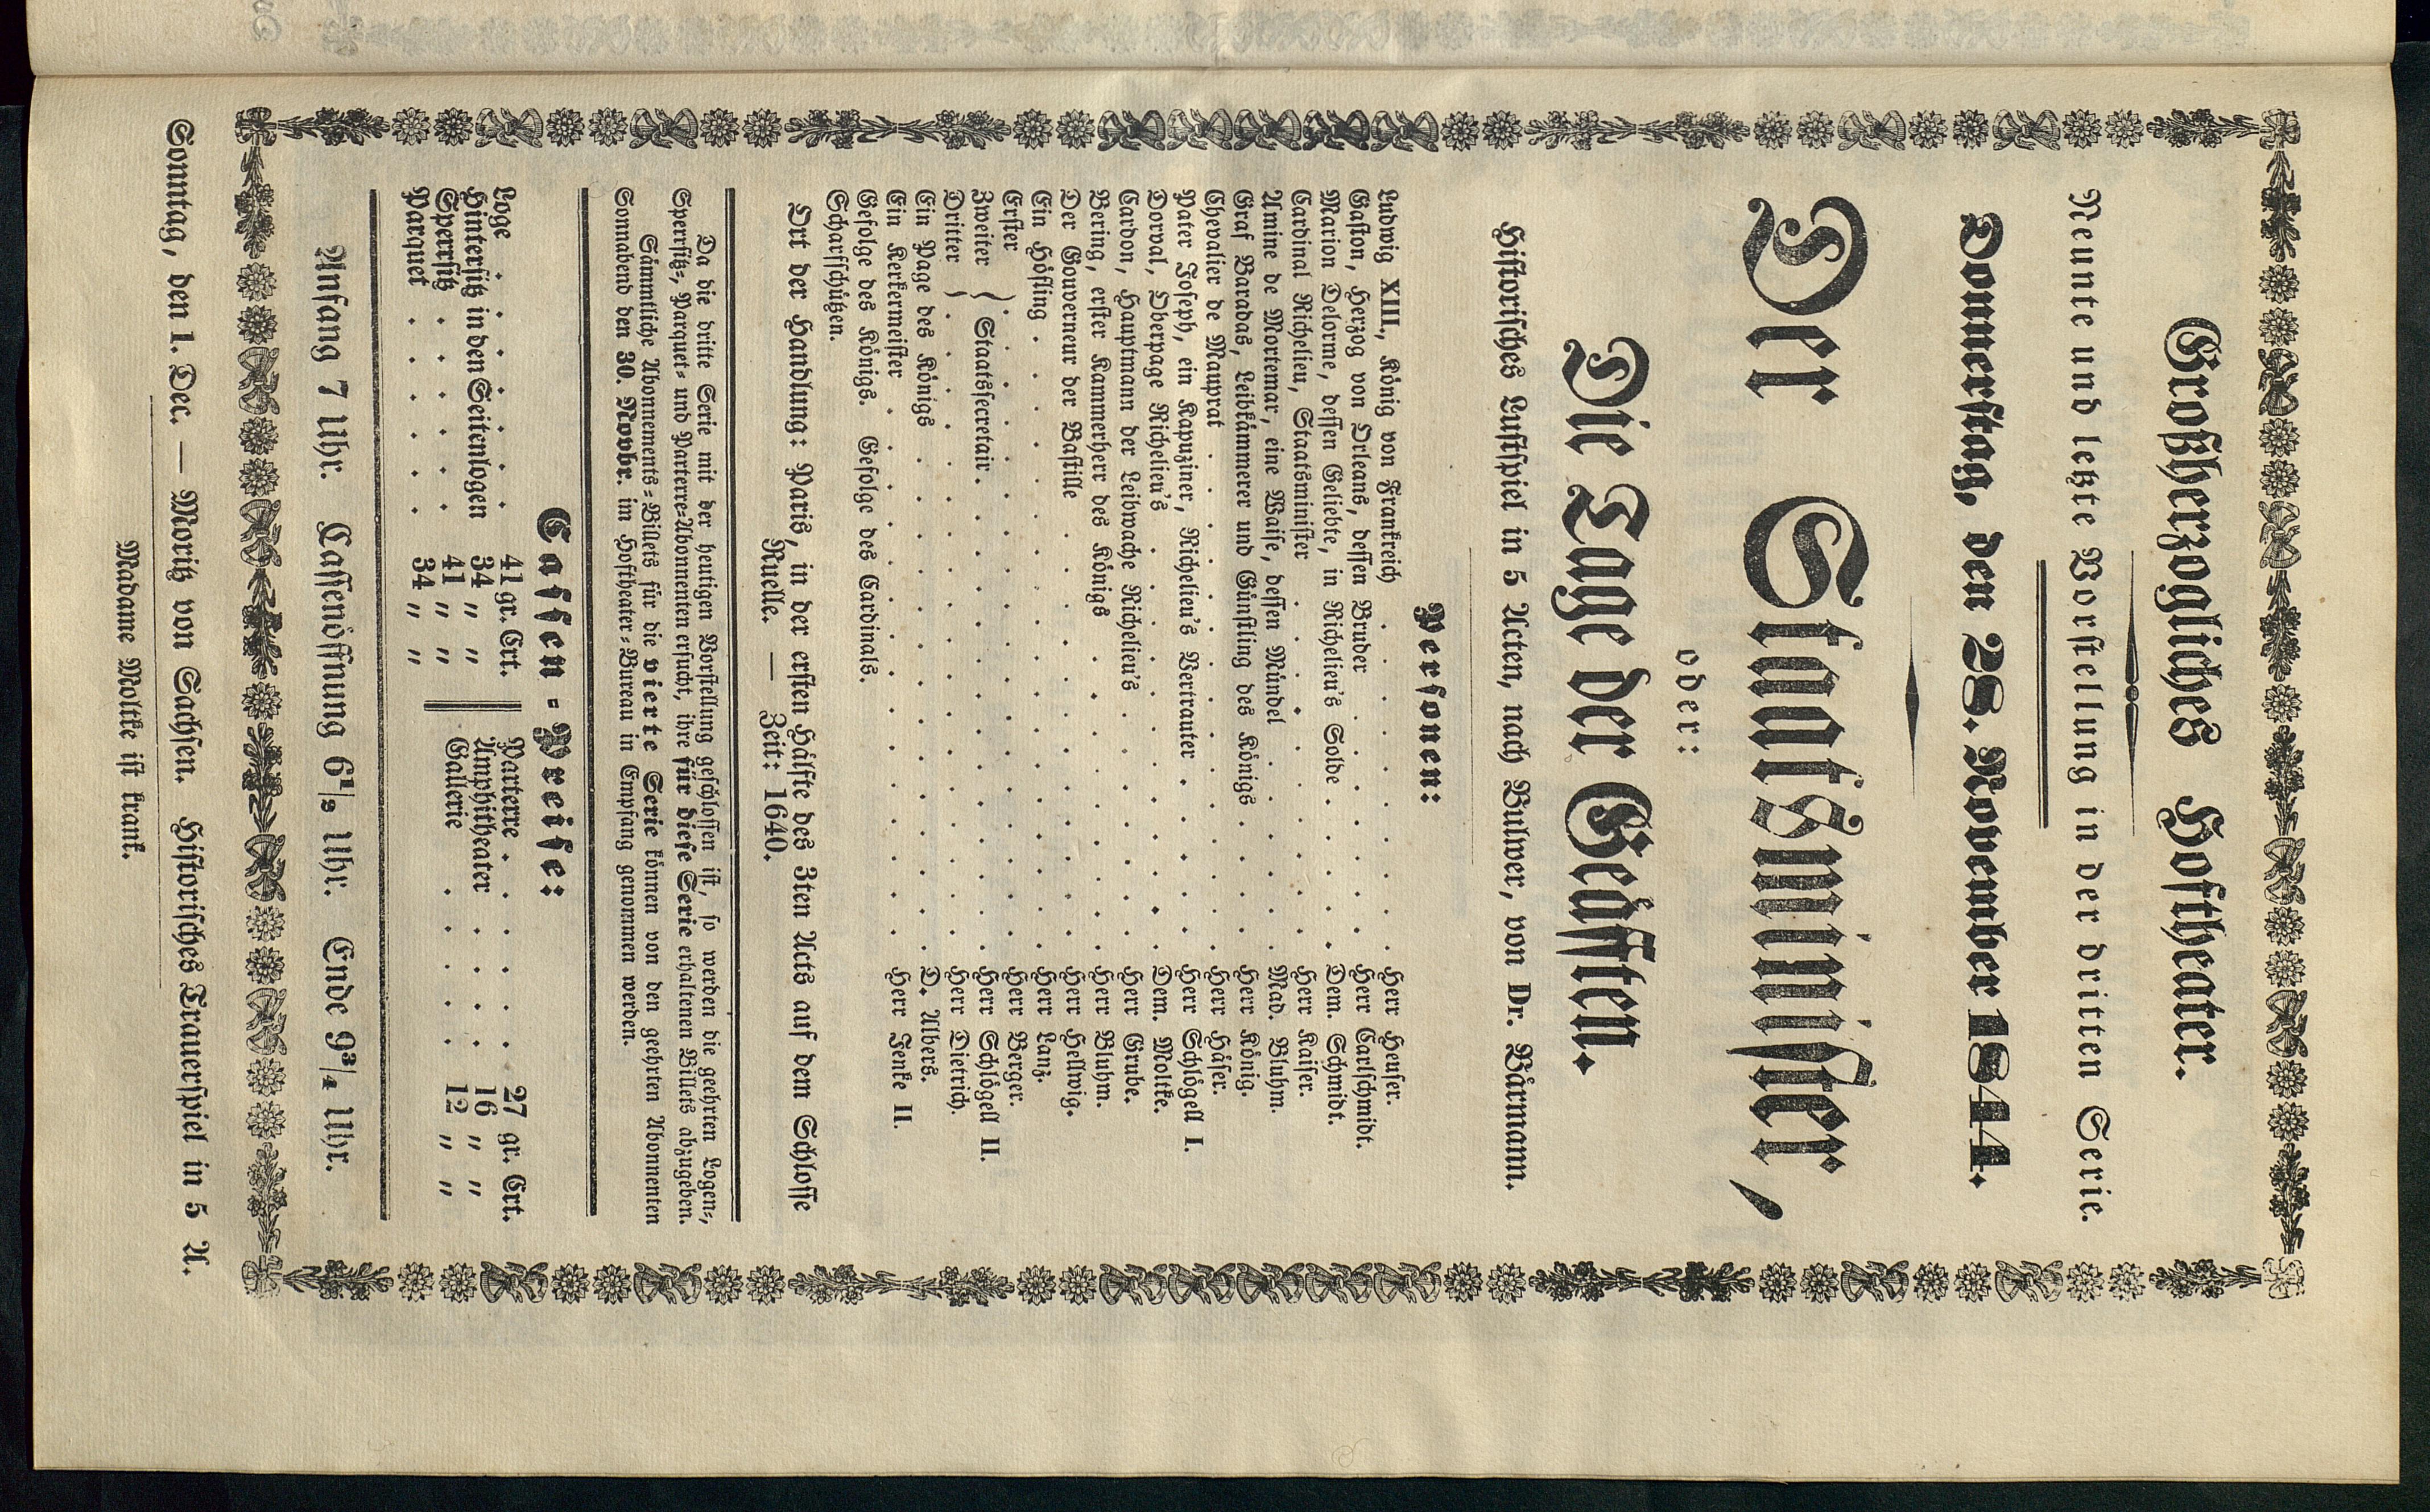 Großherzogliches Hoftheater.
Neunte und letzte Vorstellung in der dritten Serie.
Donnerstag, den 28. November 1844.
Der Staatsminister,
oder:
Die Tage der Geäfften.
Historisches Lustspiel in 5 Acten, nach Bulwer, von Dr. Bärmann.
Personen:
Ludwig XIII., König von Frankreich . . . . . Herr Heuser.
Gaston, Herzog von Orleans, dessen Bruder . . . . Herr Carlschmidt.
Marion Delorme, dessen Geliebte, in Richelieu's Solde . . . Dem. Schmidt.
Cardinal Richelieu, Staatsminister . . . . . Herr Kaiser.
Amine de Mortemar, eine Waise, dessen Mündel . . . . Mad. Bluhm.
Graf Baradas, Leibkämmerer und Günstling des Königs . . . Herr König.
Chevalier de Mauprat . . . . . . . Herr Häser.
Pater Joseph, ein Kapuziner, Richelieu's Vertrauter . . . . Herr Schlögell I.
Dorval, Oberpage Richelieu's . . . . . . Dem. Moltke.
Cardon, Hauptmann der Leibwache Richelieu's . . . . Herr Grube.
Bering, erster Kammerherr des Königs . . . . . Herr Bluhm.
Der Gouverneur der Bastille . . . . . . Herr Hellwig.
Ein Höfling . . . . . . . . Herr Lanz.
Erster . . . . . . . . Herr Berger.
Zweiter } Staatssecretair . . . . . . . Herr Schlögell II.
Dritter . . . . . . . . Herr Dietrich.
Ein Page des Königs . . . . . . . D. Albers.
Ein Kerkermeister . . . . . . . . Herr Jenke II.
Gefolge des Königs. Gefolge des Cardinals.
Scharfschützen.
Ort der Handlung: Paris, in der ersten Hälfte des 3ten Acts auf dem Schlosse
Ruelle. — Zeit: 1640.
Da die dritte Serie mit der heutigen Vorstellung geschlossen ist, so werden die geehrten Logen-,
Sperrsitz-, Parquet- und Parterre-Abonnenten ersucht, ihre für diese Serie erhaltenen Billets abzugeben.
Sämmtliche Abonnements-Billets für die vierte Serie können von den geehrten Abonnenten
Sonnabend den 30. Novbr. im Hoftheater-Bureau in Empfang genommen werden.
Cassen-Preise:
Loge . . . . . 41 gr. Crt.
Hintersitz in den Seitenlogen 34 " "
Sperrsitz . . . . 41 " "
Parquet . . . . 34 " "
Parterre . . . . 27 gr. Crt.
Amphitheater . . . 16 " "
Gallerie . . . . 12 " "
Anfang 7 Uhr. Cassenöffnung 6½ Uhr. Ende 9¾ Uhr.
Sonntag, den 1. Dec. — Moritz von Sachsen. Historisches Trauerspiel in 5 A.
Madame Moltke ist krank.